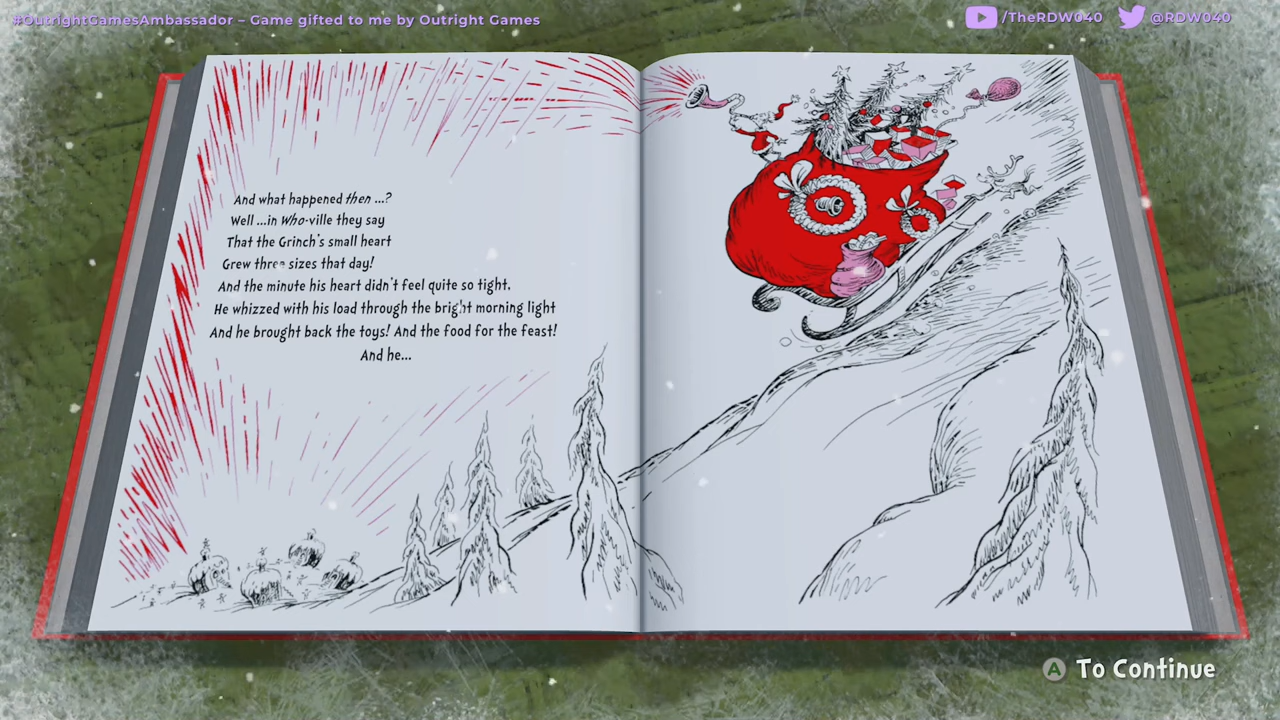 #OutrightGamesAmbassador – Game gifted to me by Outright Games
/TheRDW040
@RDW040
And what happened then ...?
Well ...in Who-ville they say
That the Grinch's small heart
Grew three sizes that day!
And the minute his heart didn't feel quite so tight.
He whizzed with his load through the bright morning light
And he brought back the toys! And the food for the feast!
And he...
A To Continue